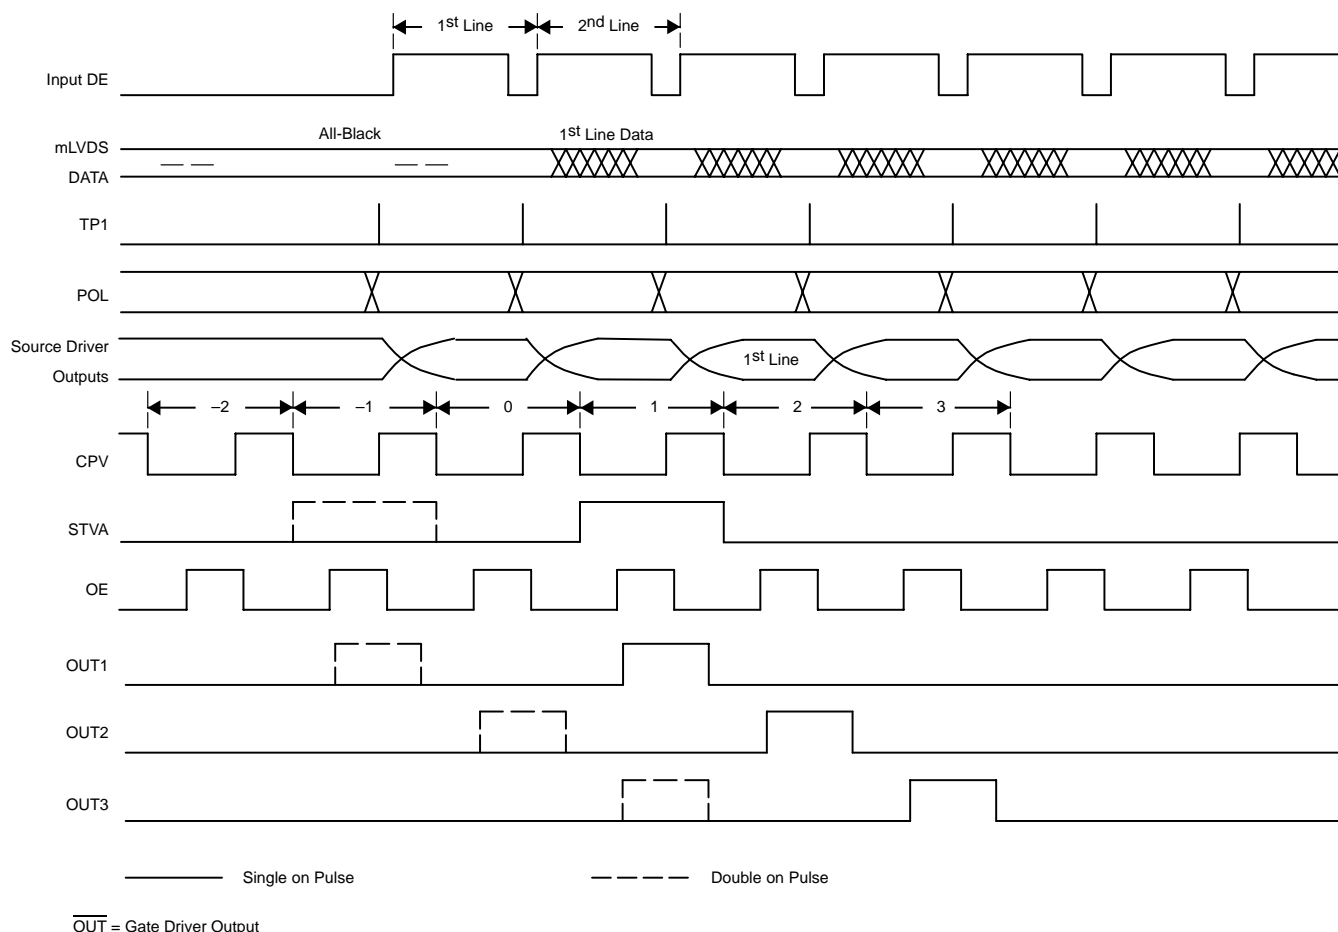 1st Line 2nd Line
Input DE
All-Black 1st Line Data
mLVDS
DATA
TP1
POL
Source Driver
Outputs
1st Line
–2 –1 0 1 2 3
CPV
STVA
OE
OUT1
OUT2
OUT3
Single on Pulse Double on Pulse
OUT = Gate Driver Output